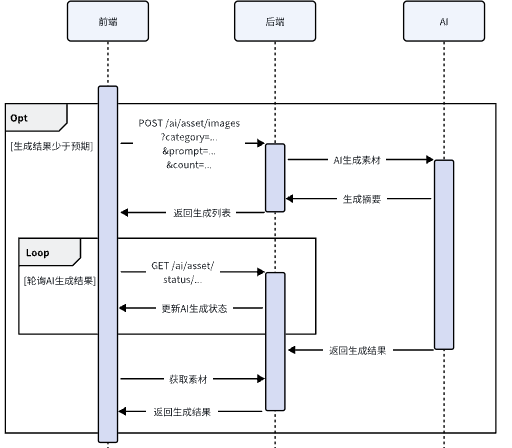 前端
后端
AI
Opt
[生成结果少于预期]
POST /ai/asset/images
?category=...
&prompt=...
&count=...
AI生成素材
生成摘要
返回生成列表
Loop
[轮询AI生成结果]
GET /ai/asset/
status/...
更新AI生成状态
返回生成结果
获取素材
返回生成结果